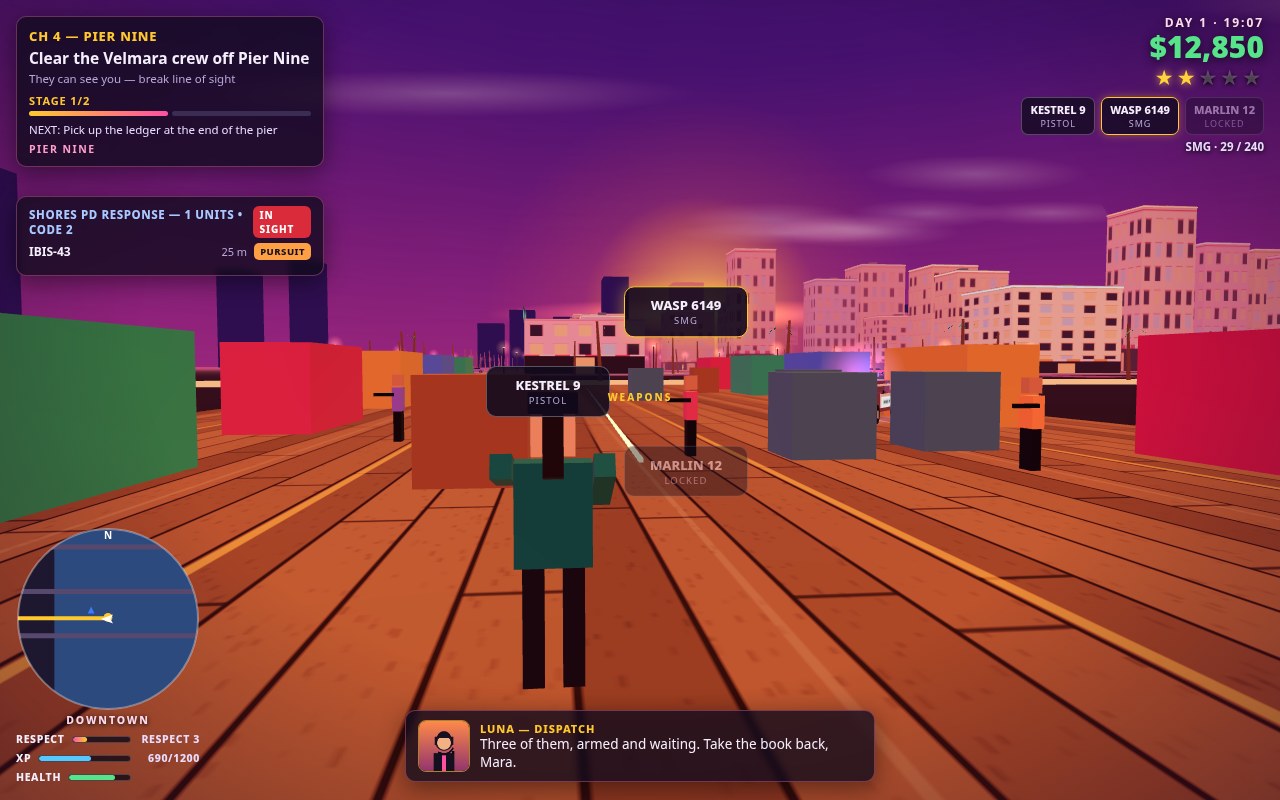 CH 4 — PIER NINE
Clear the Velmara crew off Pier Nine
They can see you — break line of sight
STAGE 1/2
NEXT: Pick up the ledger at the end of the pier
PIER NINE
SHORES PD RESPONSE — 1 UNITS •
CODE 2
IN
SIGHT
IBIS-43
25 m
PURSUIT
DAY 1 · 19:07
$12,850
KESTREL 9
PISTOL
WASP 6149
SMG
MARLIN 12
LOCKED
SMG · 29 / 240
WASP 6149
SMG
KESTREL 9
PISTOL
WEAPONS
MARLIN 12
LOCKED
N
DOWNTOWN
RESPECT
RESPECT 3
XP
690/1200
HEALTH
LUNA — DISPATCH
Three of them, armed and waiting. Take the book back,
Mara.